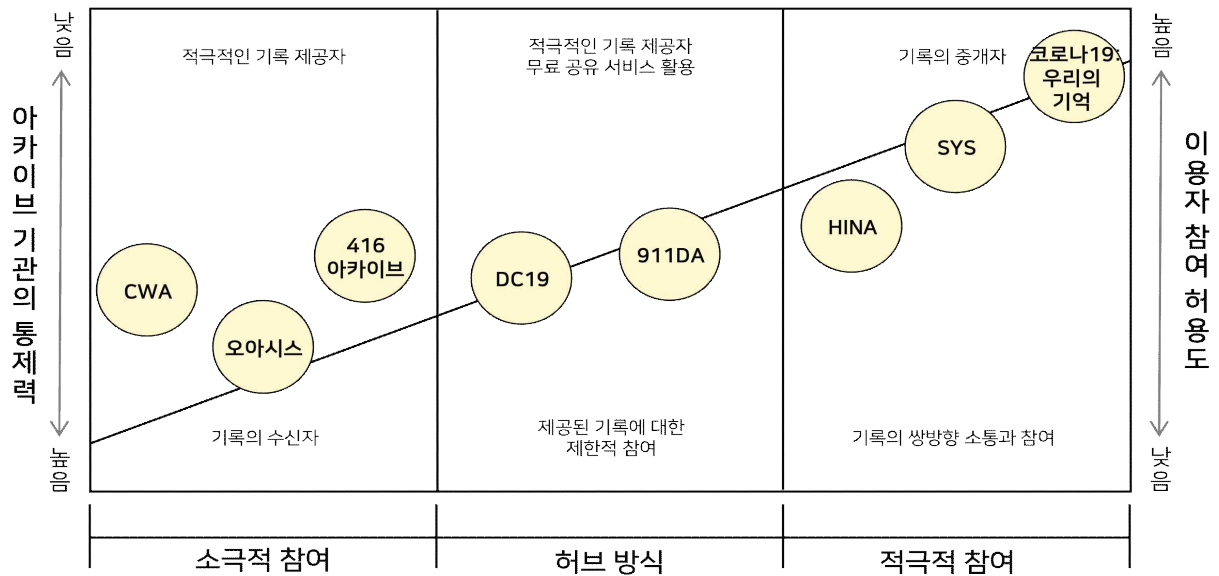 낮음
높음
적극적인 기록 제공자
적극적인 기록 제공자
무료 공유 서비스 활용
기록의 중개자
코로나19:
우리의
기억
SYS
HINA
911DA
DC19
416
아카이브
CWA
오아시스
아카이브 기관의 통제력
이용자 참여 허용도
기록의 수신자
제공된 기록에 대한
제한적 참여
기록의 쌍방향 소통과 참여
높음
낮음
소극적 참여
허브 방식
적극적 참여